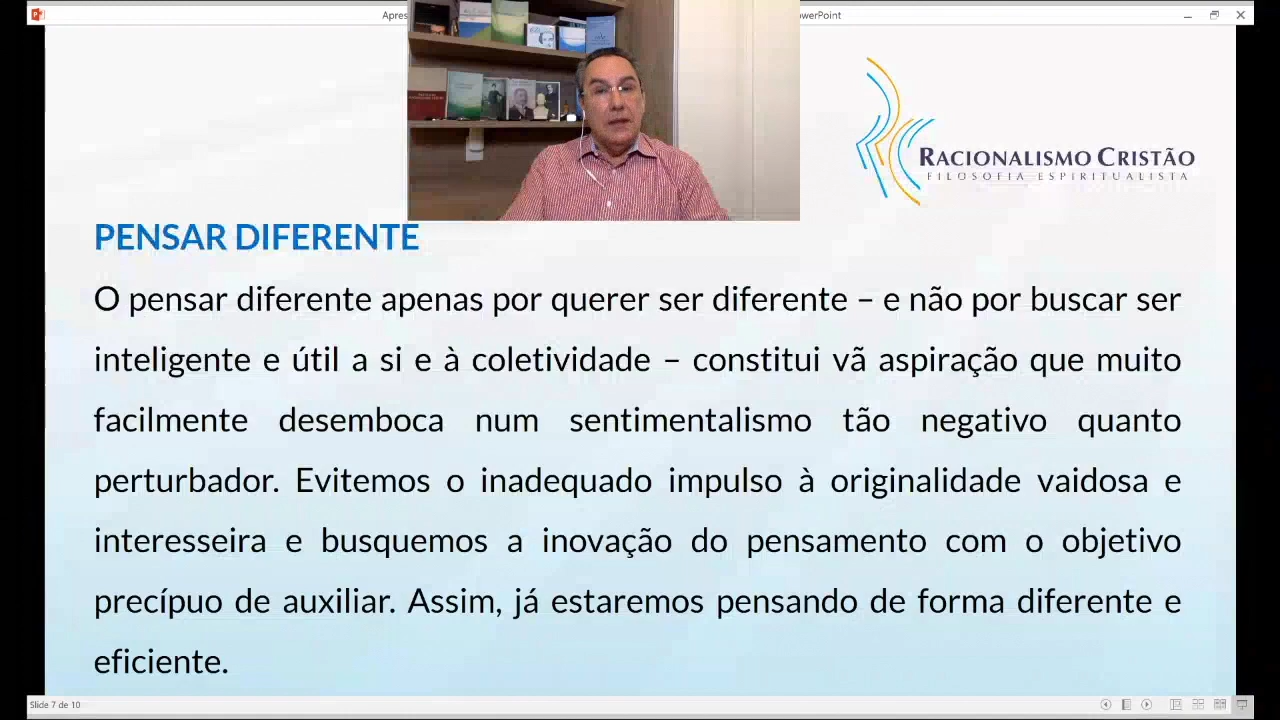 Apres
owerPoint
RACIONALISMO CRISTÃO
FILOSOFIA ESPIRITUALISTA
PENSAR DIFERENTE
O pensar diferente apenas por querer ser diferente – e não por buscar ser
inteligente e útil a si e à coletividade – constitui vã aspiração que muito
facilmente desemboca num sentimentalismo tão negativo quanto
perturbador. Evitemos o inadequado impulso à originalidade vaidosa e
interesseira e busquemos a inovação do pensamento com o objetivo
precípuo de auxiliar. Assim, já estaremos pensando de forma diferente e
eficiente.
Slide 7 de 10